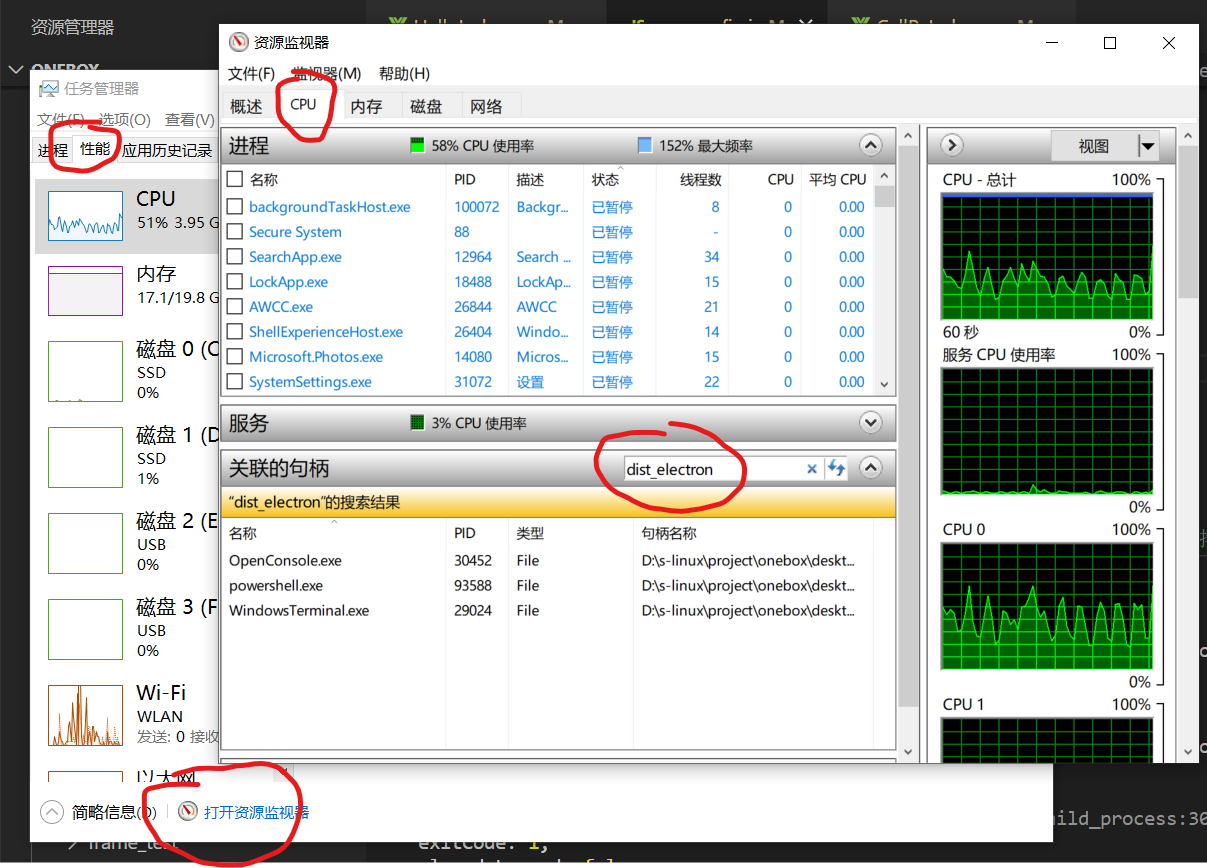 资源管理器
ONEBOX
任务管理器
文件(F) 选项(O) 查看(V)
进程 性能 应用历史记录
CPU
51% 3.95 G
内存
17.1/19.8 G
磁盘 0 (C
SSD
0%
磁盘 1 (D
SSD
1%
磁盘 2 (E
USB
0%
磁盘 3 (F
USB
0%
Wi-Fi
WLAN
发送: 0 接收
以太网
简略信息(D) 打开资源监视器
资源监视器
文件(F) 监视器(M) 帮助(H)
概述 CPU 内存 磁盘 网络
进程 58% CPU 使用率 152% 最大频率
名称 PID 描述 状态 线程数 CPU 平均 CPU
backgroundTaskHost.exe 100072 Backgr... 已暂停 8 0 0.00
Secure System 88 已暂停 - 0 0.00
SearchApp.exe 12964 Search ... 已暂停 34 0 0.00
LockApp.exe 18488 LockAp... 已暂停 15 0 0.00
AWCC.exe 26844 AWCC 已暂停 21 0 0.00
ShellExperienceHost.exe 26404 Windo... 已暂停 14 0 0.00
Microsoft.Photos.exe 14080 Micros... 已暂停 15 0 0.00
SystemSettings.exe 31072 设置 已暂停 22 0 0.00
服务 3% CPU 使用率
关联的句柄 dist_electron
“dist_electron”的搜索结果
名称 PID 类型 句柄名称
OpenConsole.exe 30452 File D:\s-linux\project\onebox\deskt...
powershell.exe 93588 File D:\s-linux\project\onebox\deskt...
WindowsTerminal.exe 29024 File D:\s-linux\project\onebox\deskt...
视图
CPU - 总计 100%
60 秒 0%
服务 CPU 使用率 100%
0%
CPU 0 100%
0%
CPU 1 100%
hild_process:30
frame_test
exitCode: 1,